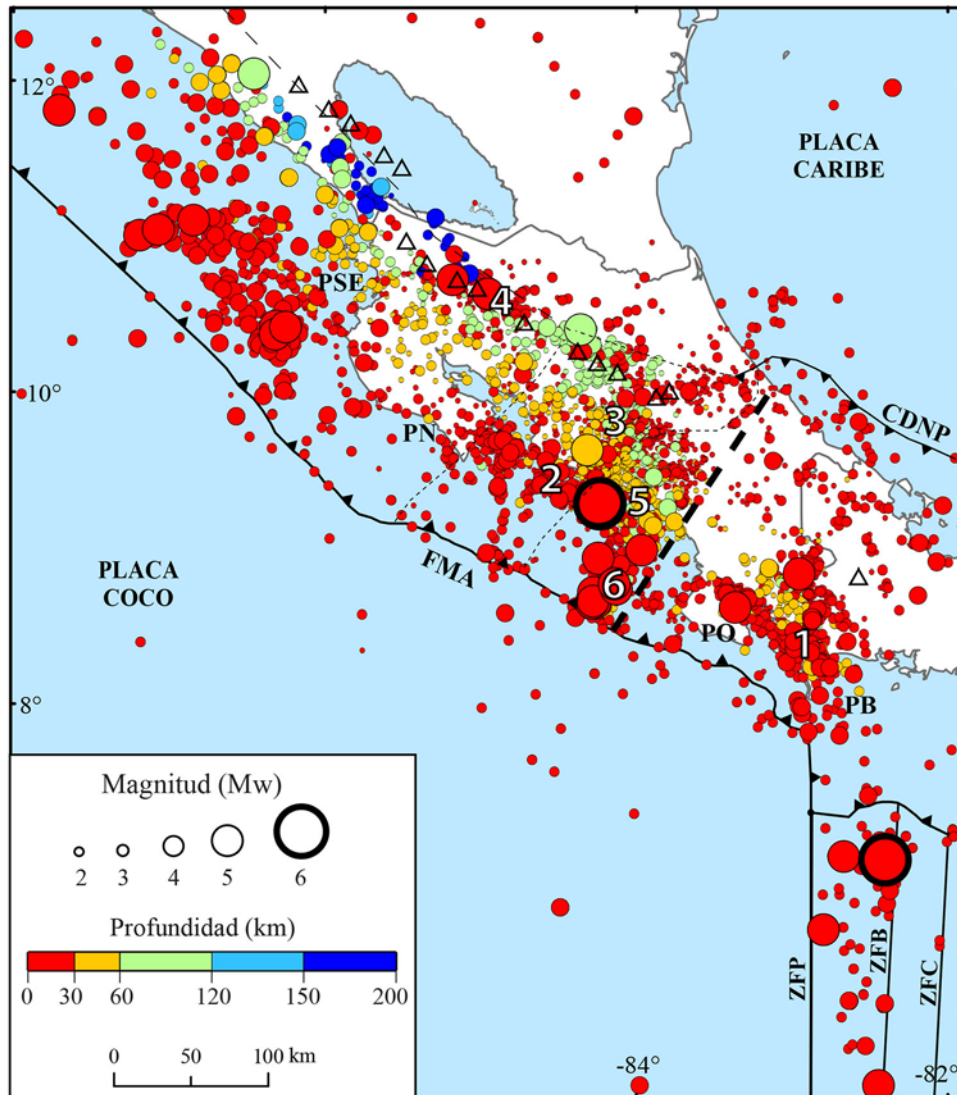 12°
PLACA
CARIBE
PSE
4
10°
CDNP
3
PN
2
5
PLACA
COCO
FMA
6
PO
1
8°
PB
Magnitud (Mw)
2 3 4 5 6
Profundidad (km)
0 30 60 120 150 200
0 50 100 km
ZFP
ZFB
ZFC
-84°
-82°